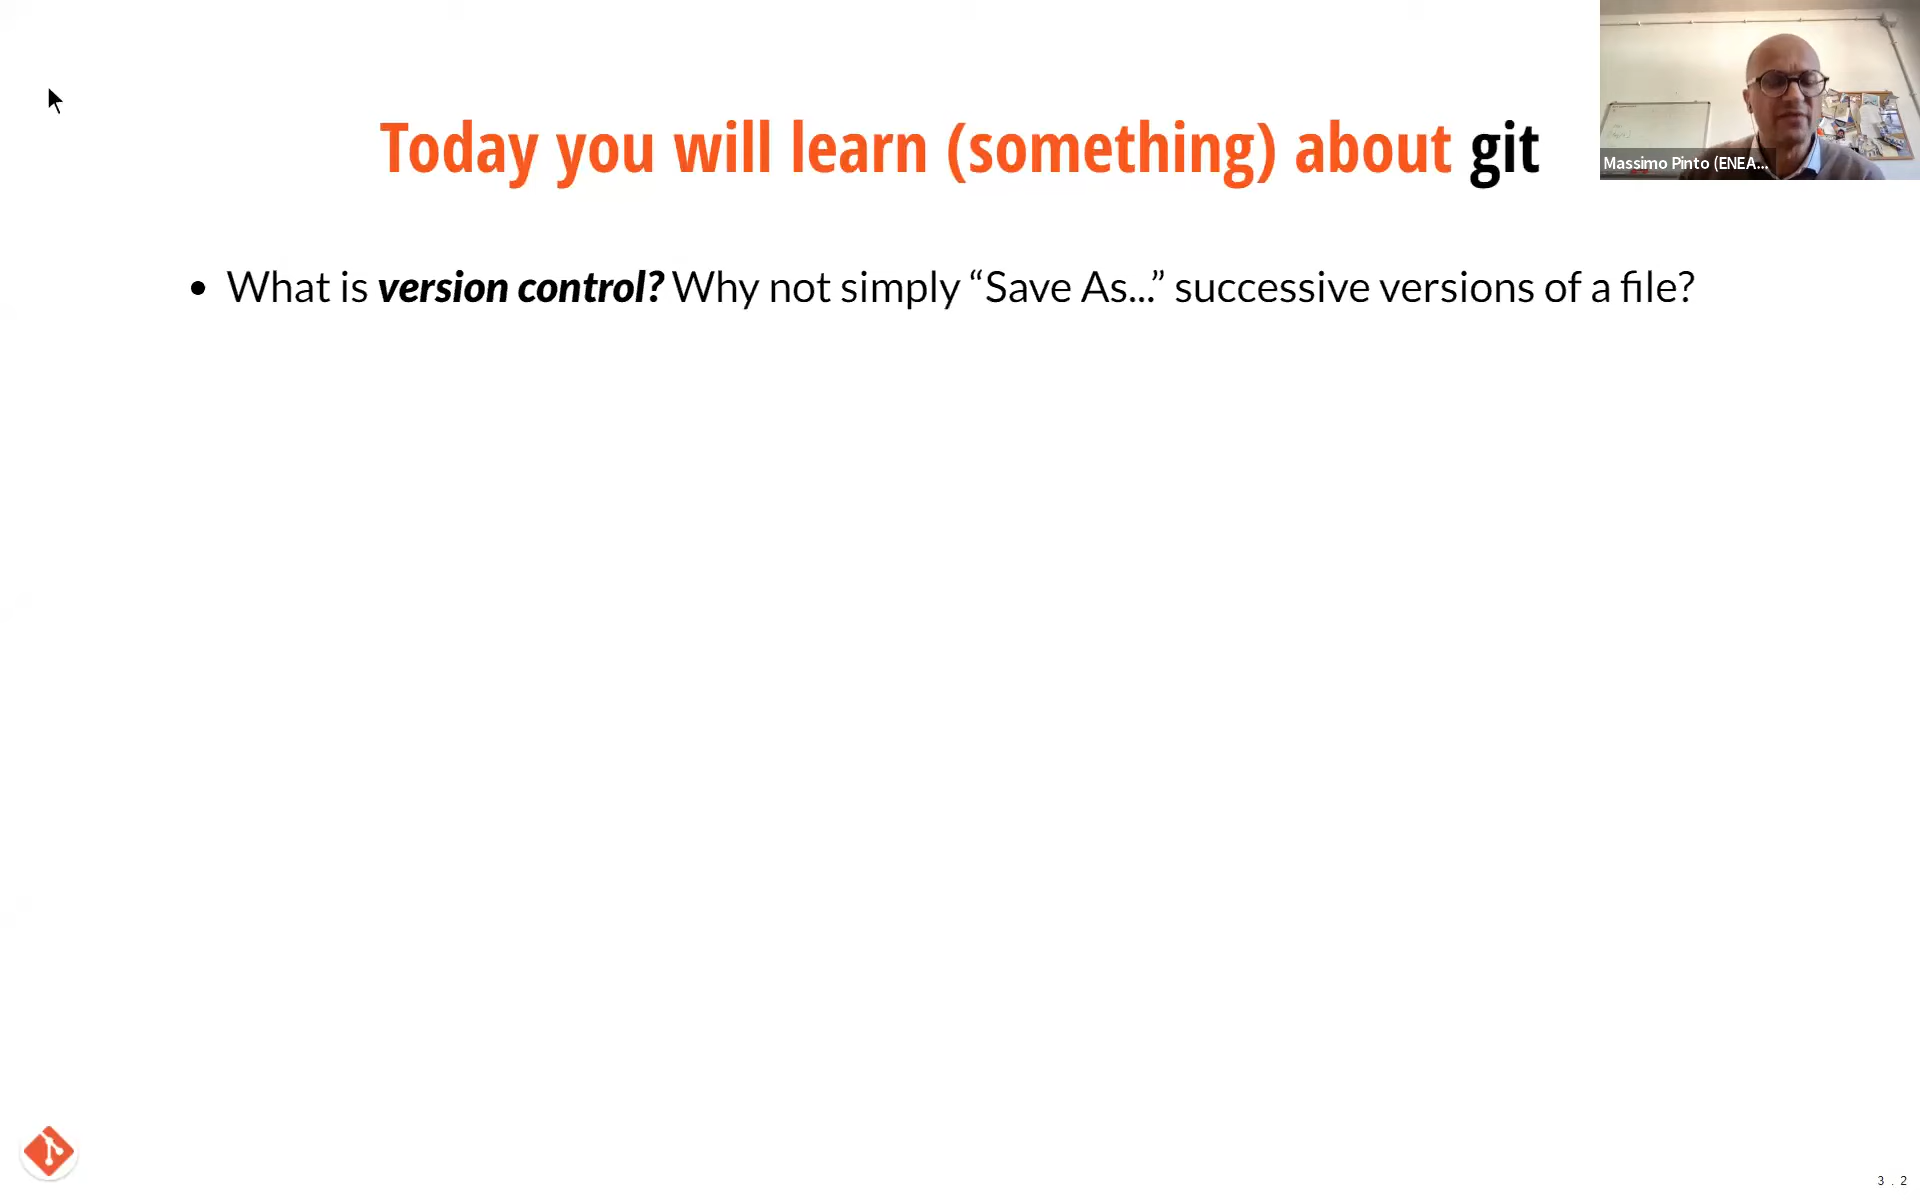 Today you will learn (something) about git
Massimo Pinto (ENEA...
• What is version control? Why not simply “Save As...” successive versions of a file?
3 . 2